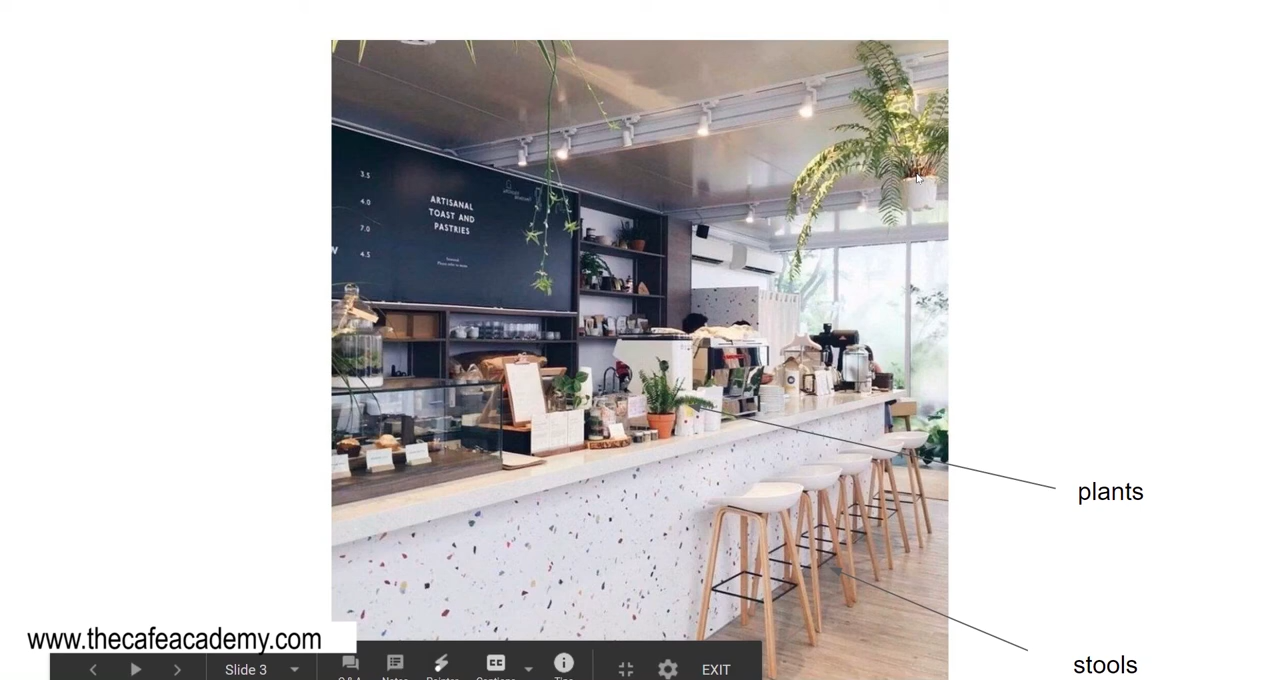 3.5
4.0
7.0
4.5
ARTISANAL
TOAST AND
PASTRIES
plants
stools
www.thecafeacademy.com
Slide 3
EXIT